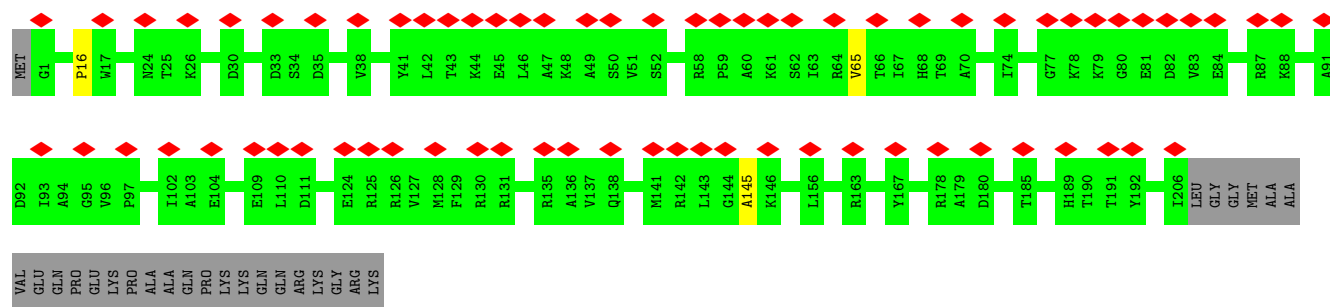 MET G1 P16 W17 N24 T25 K26 D30 D33 S34 D35 V38 Y41 L42 T43 K44 E45 L46 A47 K48 A49 S50 V51 S52 R58 P59 A60 K61 S62 I63 R64 V65 T66 I67 H68 T69 A70 I74 G77 K78 K79 G80 E81 D82 V83 E84 R87 K88 A91
D92 I93 A94 G95 V96 P97 I102 A103 E104 E109 L110 D111 E124 R125 R126 V127 M128 F129 R130 R131 R135 A136 V137 Q138 M141 R142 L143 G144 A145 K146 L156 R163 Y167 R178 A179 D180 T185 H189 T190 T191 Y192 I206 LEU GLY GLY MET ALA ALA
VAL GLU GLN PRO GLU LYS PRO ALA ALA GLN PRO LYS LYS GLN GLN ARG LYS GLY ARG LYS